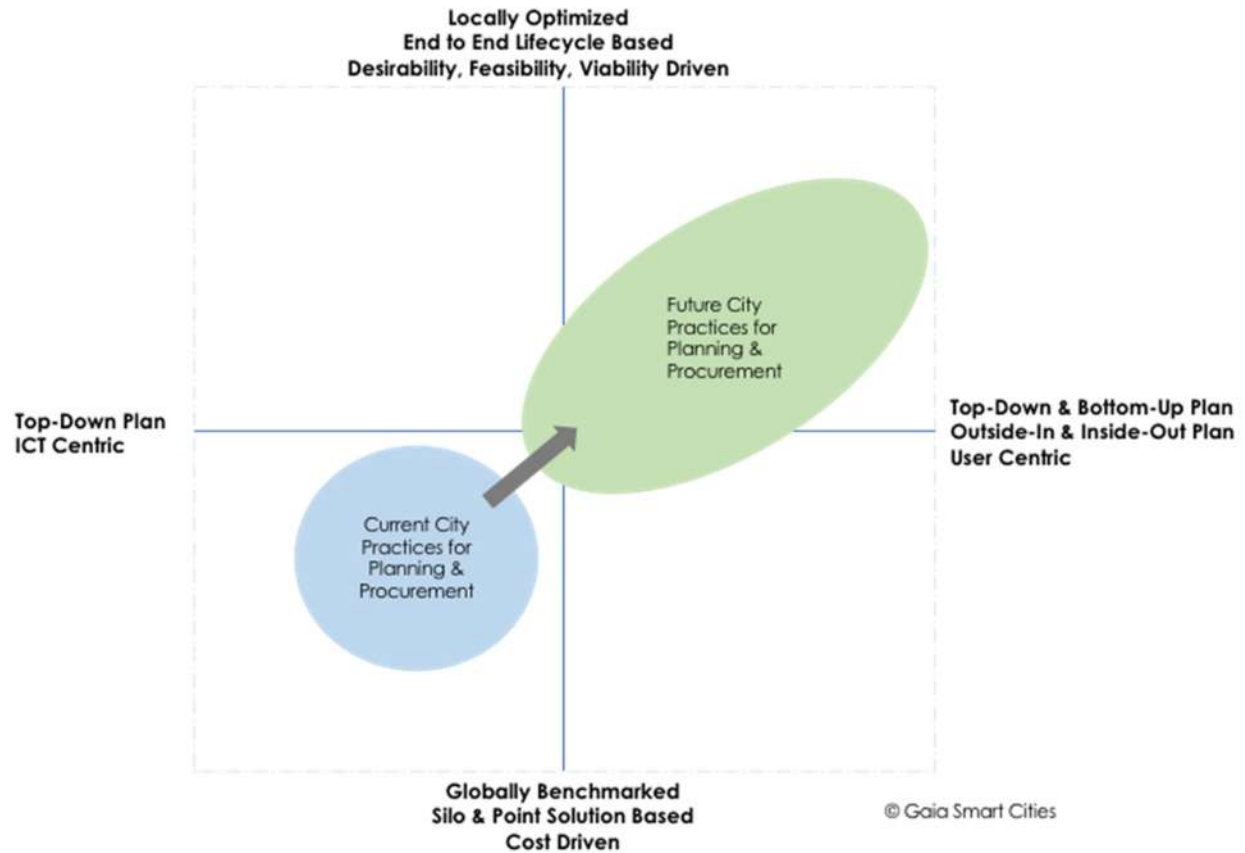 Locally Optimized
End to End Lifecycle Based
Desirability, Feasibility, Viability Driven
Future City
Practices for
Planning &
Procurement
Top-Down Plan
ICT Centric
Top-Down & Bottom-Up Plan
Outside-In & Inside-Out Plan
User Centric
Current City
Practices for
Planning &
Procurement
Globally Benchmarked
Silo & Point Solution Based
Cost Driven
© Gaia Smart Cities